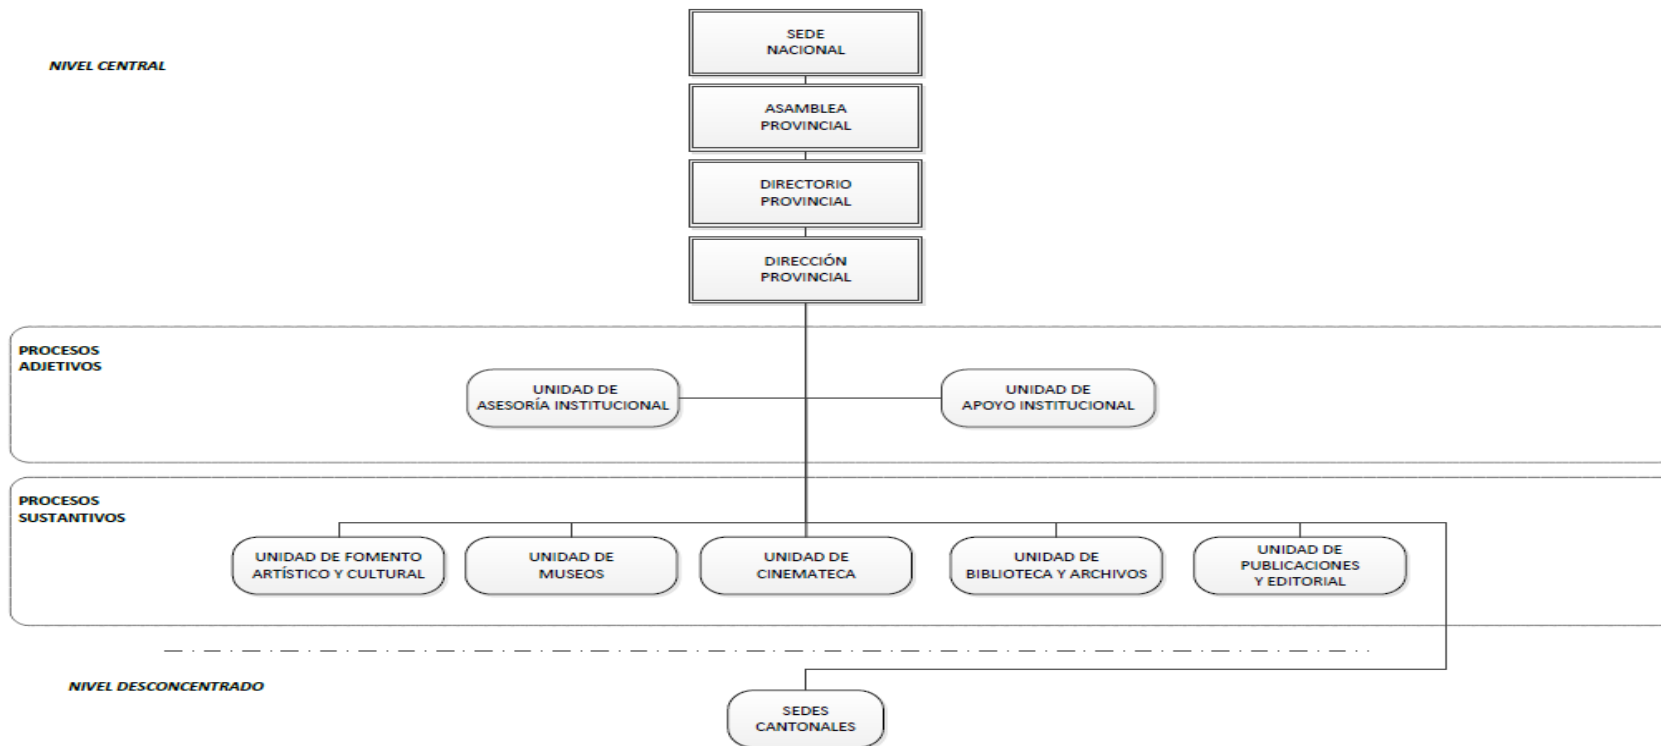 SEDE
NACIONAL
NIVEL CENTRAL
ASAMBLEA
PROVINCIAL
DIRECTORIO
PROVINCIAL
DIRECCIÓN
PROVINCIAL
PROCESOS
ADJETIVOS
UNIDAD DE
ASESORÍA INSTITUCIONAL
UNIDAD DE
APOYO INSTITUCIONAL
PROCESOS
SUSTANTIVOS
UNIDAD DE FOMENTO
ARTÍSTICO Y CULTURAL
UNIDAD DE
MUSEOS
UNIDAD DE
CINEMATECA
UNIDAD DE
BIBLIOTECA Y ARCHIVOS
UNIDAD DE
PUBLICACIONES
Y EDITORIAL
NIVEL DESCONCENTRADO
SEDES
CANTONALES